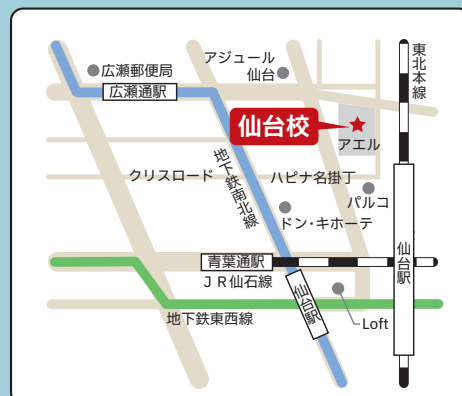 広瀬郵便局
広瀬通駅
アジュール
仙台
東北本線
仙台校
アエル
クリスロード
地下鉄南北線
ハピナ名掛丁
パルコ
ドン・キホーテ
青葉通駅
JR仙石線
仙台駅
仙台駅
地下鉄東西線
Loft